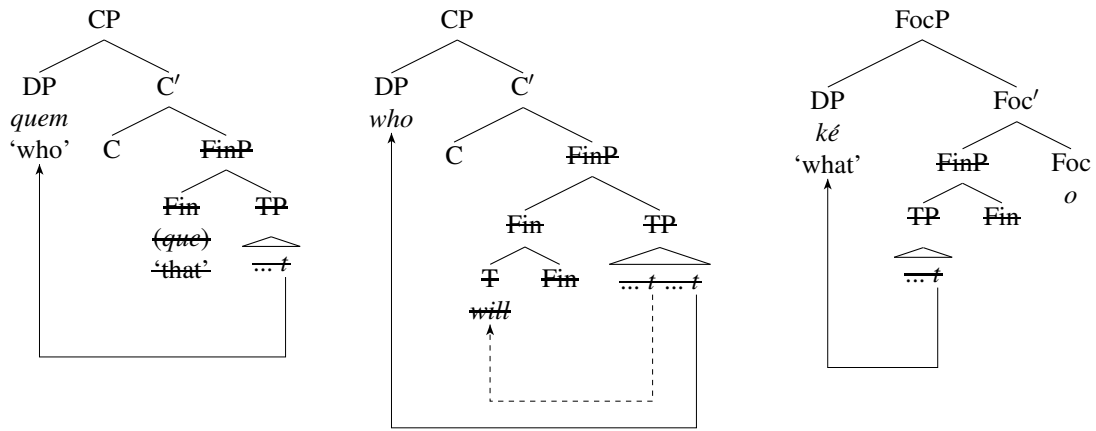 CP
DP C′
quem
‘who’ C FinP
Fin TP
(que)
‘that’ ... t
CP
DP C′
who
C FinP
Fin TP
T Fin ... t ... t
will
FocP
DP Foc′
ké
‘what’ FinP Foc
o
TP Fin
... t